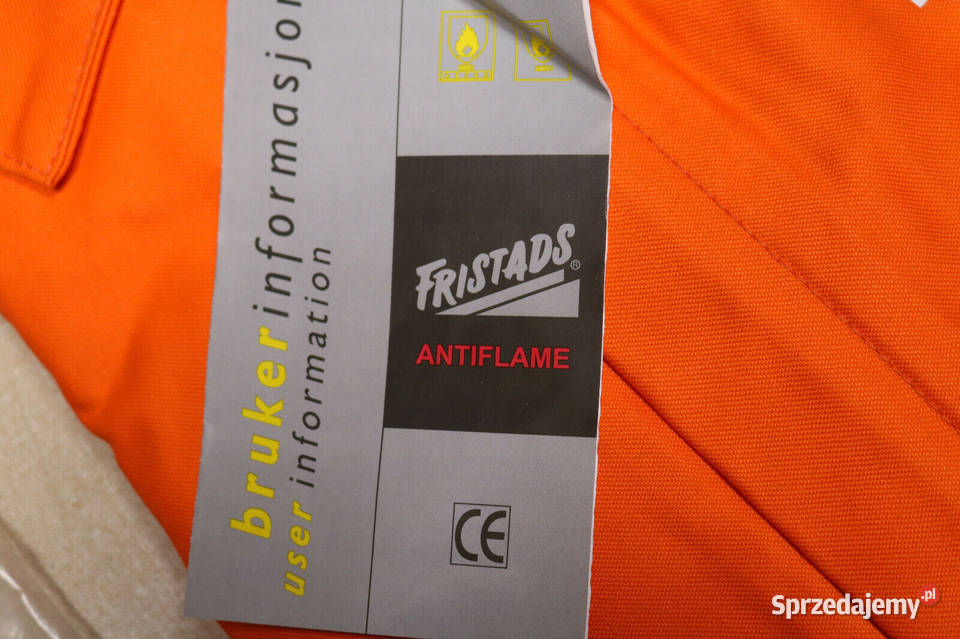 brukerinformasjon
user information
FRISTADS®
ANTIFLAME
CE
Sprzedajemy.pl